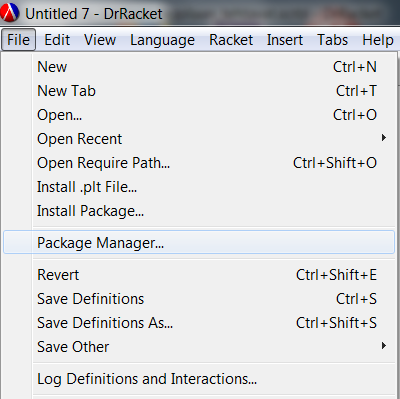 Untitled 7 - DrRacket
File Edit View Language Racket Insert Tabs Help
New Ctrl+N
New Tab Ctrl+T
Open... Ctrl+O
Open Recent
Open Require Path... Ctrl+Shift+O
Install .plt File...
Install Package...
Package Manager...
Revert Ctrl+Shift+E
Save Definitions Ctrl+S
Save Definitions As... Ctrl+Shift+S
Save Other
Log Definitions and Interactions...